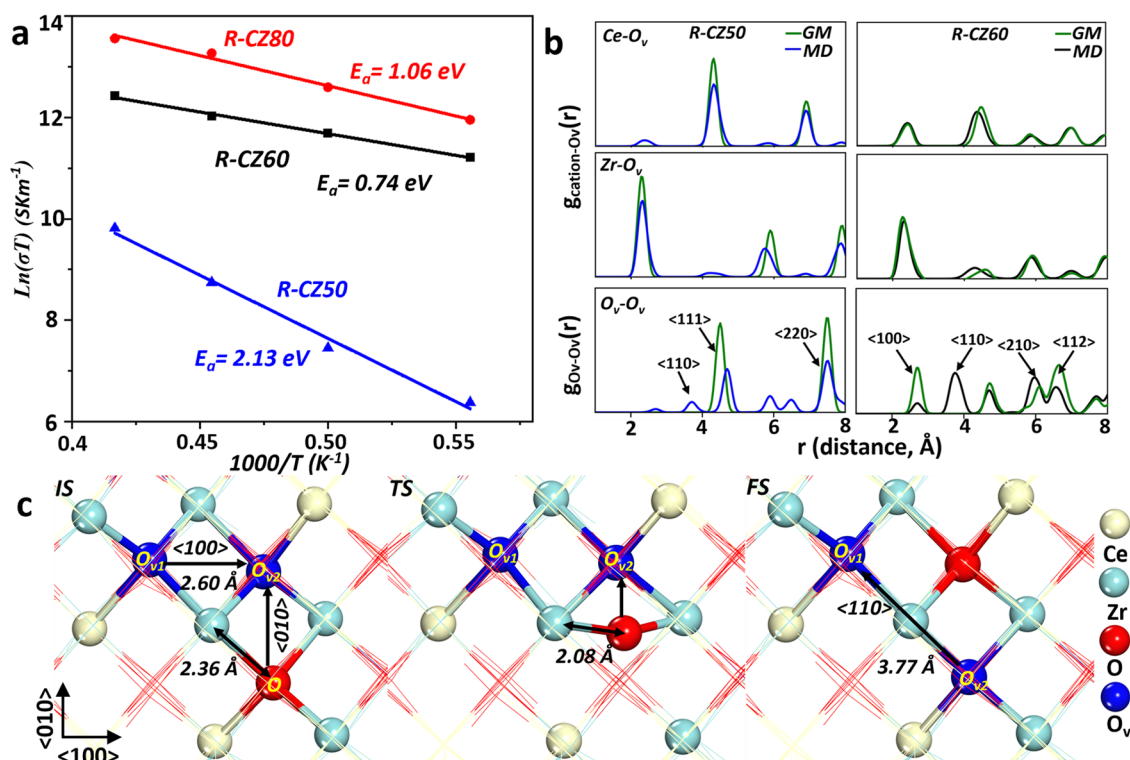 a
14
12
10
8
6
Ln(σT) (SKm⁻¹)
R-CZ80
Eₐ= 1.06 eV
R-CZ60
Eₐ= 0.74 eV
R-CZ50
Eₐ= 2.13 eV
0.4
0.45
0.50
0.55
1000/T (K⁻¹)
b
Ce-Oᵥ
R-CZ50
GM
MD
R-CZ60
GM
MD
g_cation-Ov(r)
Zr-Oᵥ
Oᵥ-Oᵥ
g_Ov-Ov(r)
<110>
<111>
<220>
<100>
<110>
<210>
<112>
2 4 6 8
2 4 6 8
r (distance, Å)
c
IS
Oᵥ₁
<100>
2.60 Å
Oᵥ₂
<010>
2.36 Å
O
<010>
<100>
TS
Oᵥ₁
Oᵥ₂
2.08 Å
FS
Oᵥ₁
<110>
3.77 Å
Oᵥ₂
Ce
Zr
O
Oᵥ